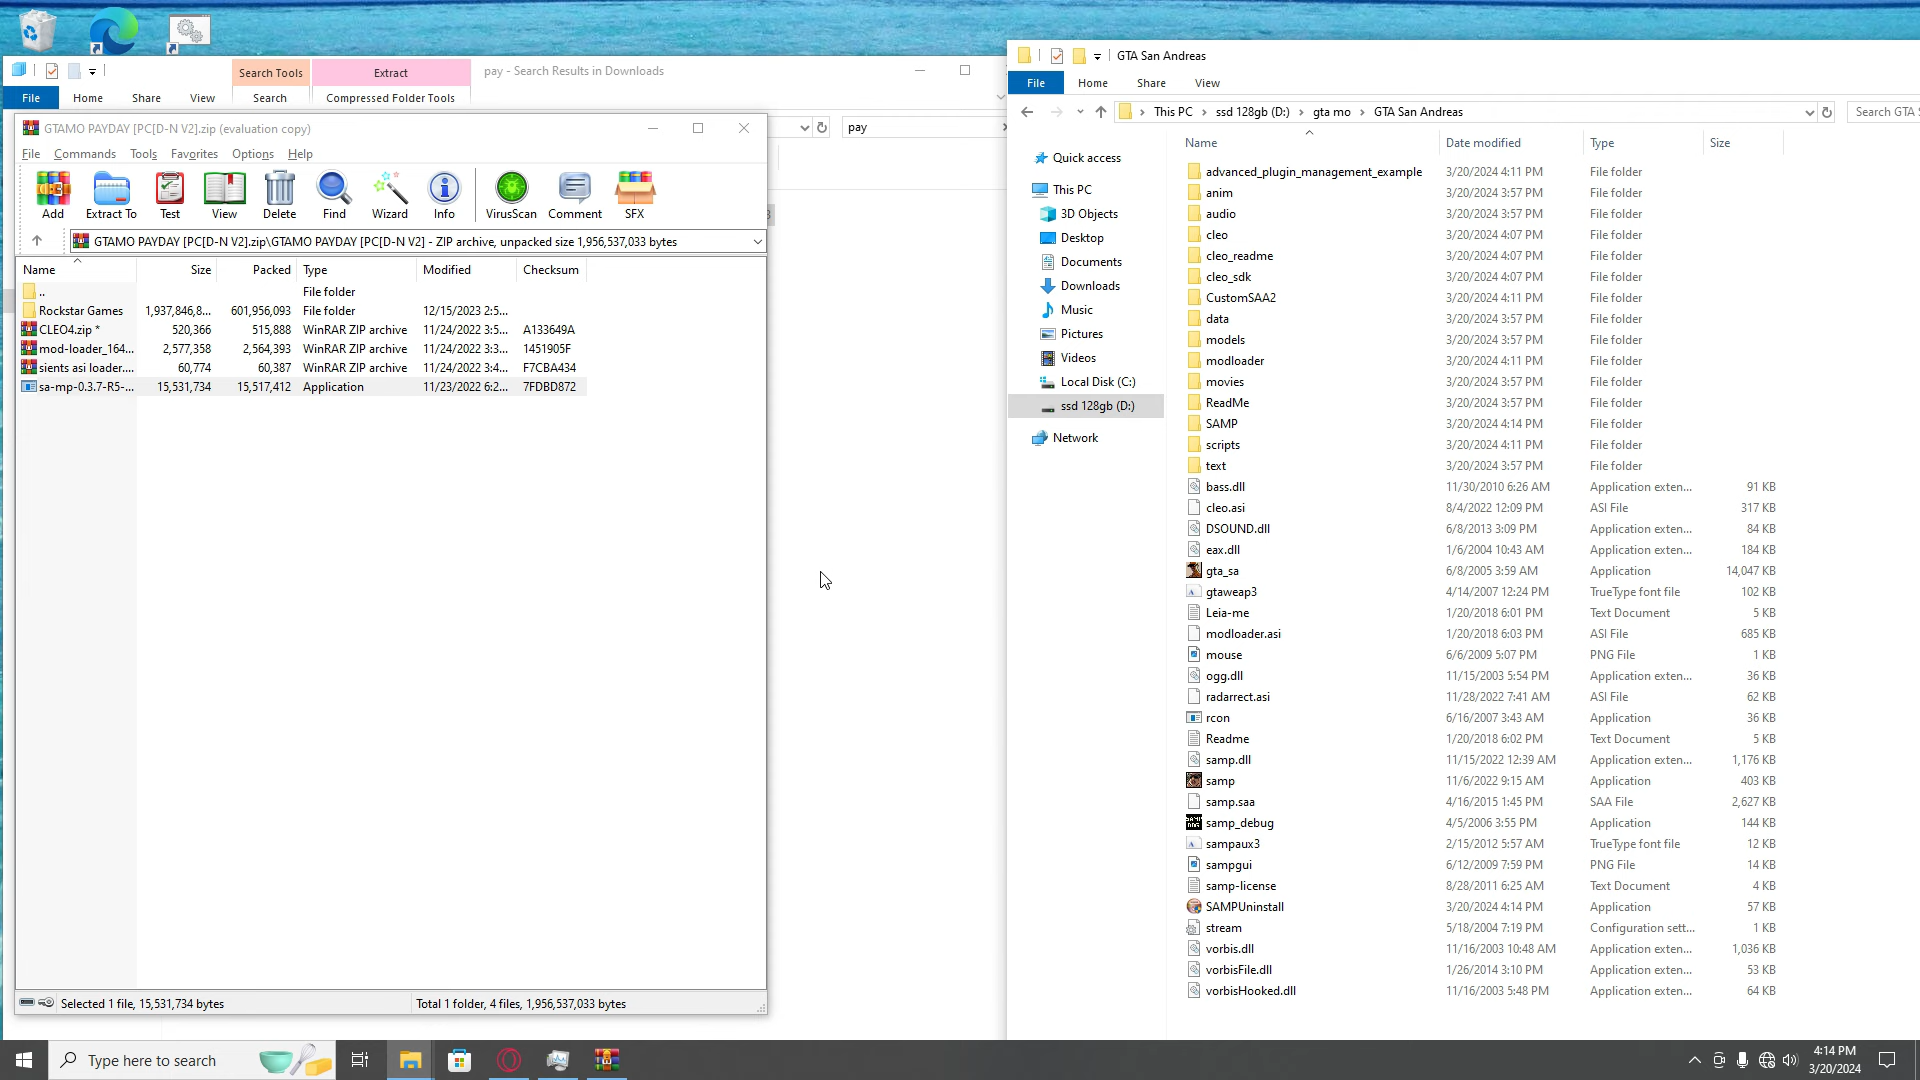 Search Tools
Extract
pay - Search Results in Downloads
File
Home
Share
View
Search
Compressed Folder Tools
pay
GTAMO PAYDAY [PC[D-N V2].zip (evaluation copy)
File Commands Tools Favorites Options Help
Add
Extract To
Test
View
Delete
Find
Wizard
Info
VirusScan
Comment
SFX
GTAMO PAYDAY [PC[D-N V2].zip\GTAMO PAYDAY [PC[D-N V2] - ZIP archive, unpacked size 1,956,537,033 bytes
Name Size Packed Type Modified Checksum
.. File folder
Rockstar Games 1,937,846,8... 601,956,093 File folder 12/15/2023 2:5...
CLEO4.zip * 520,366 515,888 WinRAR ZIP archive 11/24/2022 3:5... A133649A
mod-loader_164... 2,577,358 2,564,393 WinRAR ZIP archive 11/24/2022 3:3... 1451905F
sients asi loader.... 60,774 60,387 WinRAR ZIP archive 11/24/2022 3:4... F7CBA434
sa-mp-0.3.7-R5-... 15,531,734 15,517,412 Application 11/23/2022 6:2... 7FDBD872
Selected 1 file, 15,531,734 bytes
Total 1 folder, 4 files, 1,956,537,033 bytes
GTA San Andreas
File
Home
Share
View
This PC > ssd 128gb (D:) > gta mo > GTA San Andreas
Search GTA S
Quick access
This PC
3D Objects
Desktop
Documents
Downloads
Music
Pictures
Videos
Local Disk (C:)
ssd 128gb (D:)
Network
Name Date modified Type Size
advanced_plugin_management_example 3/20/2024 4:11 PM File folder
anim 3/20/2024 3:57 PM File folder
audio 3/20/2024 3:57 PM File folder
cleo 3/20/2024 4:07 PM File folder
cleo_readme 3/20/2024 4:07 PM File folder
cleo_sdk 3/20/2024 4:07 PM File folder
CustomSAA2 3/20/2024 4:11 PM File folder
data 3/20/2024 3:57 PM File folder
models 3/20/2024 3:57 PM File folder
modloader 3/20/2024 4:11 PM File folder
movies 3/20/2024 3:57 PM File folder
ReadMe 3/20/2024 3:57 PM File folder
SAMP 3/20/2024 4:14 PM File folder
scripts 3/20/2024 4:11 PM File folder
text 3/20/2024 3:57 PM File folder
bass.dll 11/30/2010 6:26 AM Application exten... 91 KB
cleo.asi 8/4/2022 12:09 PM ASI File 317 KB
DSOUND.dll 6/8/2013 3:09 PM Application exten... 84 KB
eax.dll 1/6/2004 10:43 AM Application exten... 184 KB
gta_sa 6/8/2005 3:59 AM Application 14,047 KB
gtaweap3 4/14/2007 12:24 PM TrueType font file 102 KB
Leia-me 1/20/2018 6:01 PM Text Document 5 KB
modloader.asi 1/20/2018 6:03 PM ASI File 685 KB
mouse 6/6/2009 5:07 PM PNG File 1 KB
ogg.dll 11/15/2003 5:54 PM Application exten... 36 KB
radarrect.asi 11/28/2022 7:41 AM ASI File 62 KB
rcon 6/16/2007 3:43 AM Application 36 KB
Readme 1/20/2018 6:02 PM Text Document 5 KB
samp.dll 11/15/2022 12:39 AM Application exten... 1,176 KB
samp 11/6/2022 9:15 AM Application 403 KB
samp.saa 4/16/2015 1:45 PM SAA File 2,627 KB
samp_debug 4/5/2006 3:55 PM Application 144 KB
sampaux3 2/15/2012 5:57 AM TrueType font file 12 KB
sampgui 6/12/2009 7:59 PM PNG File 14 KB
samp-license 8/28/2011 6:25 AM Text Document 4 KB
SAMPUninstall 3/20/2024 4:14 PM Application 57 KB
stream 5/18/2004 7:19 PM Configuration sett... 1 KB
vorbis.dll 11/16/2003 10:48 AM Application exten... 1,036 KB
vorbisFile.dll 1/26/2014 3:10 PM Application exten... 53 KB
vorbisHooked.dll 11/16/2003 5:48 PM Application exten... 64 KB
Type here to search
4:14 PM
3/20/2024